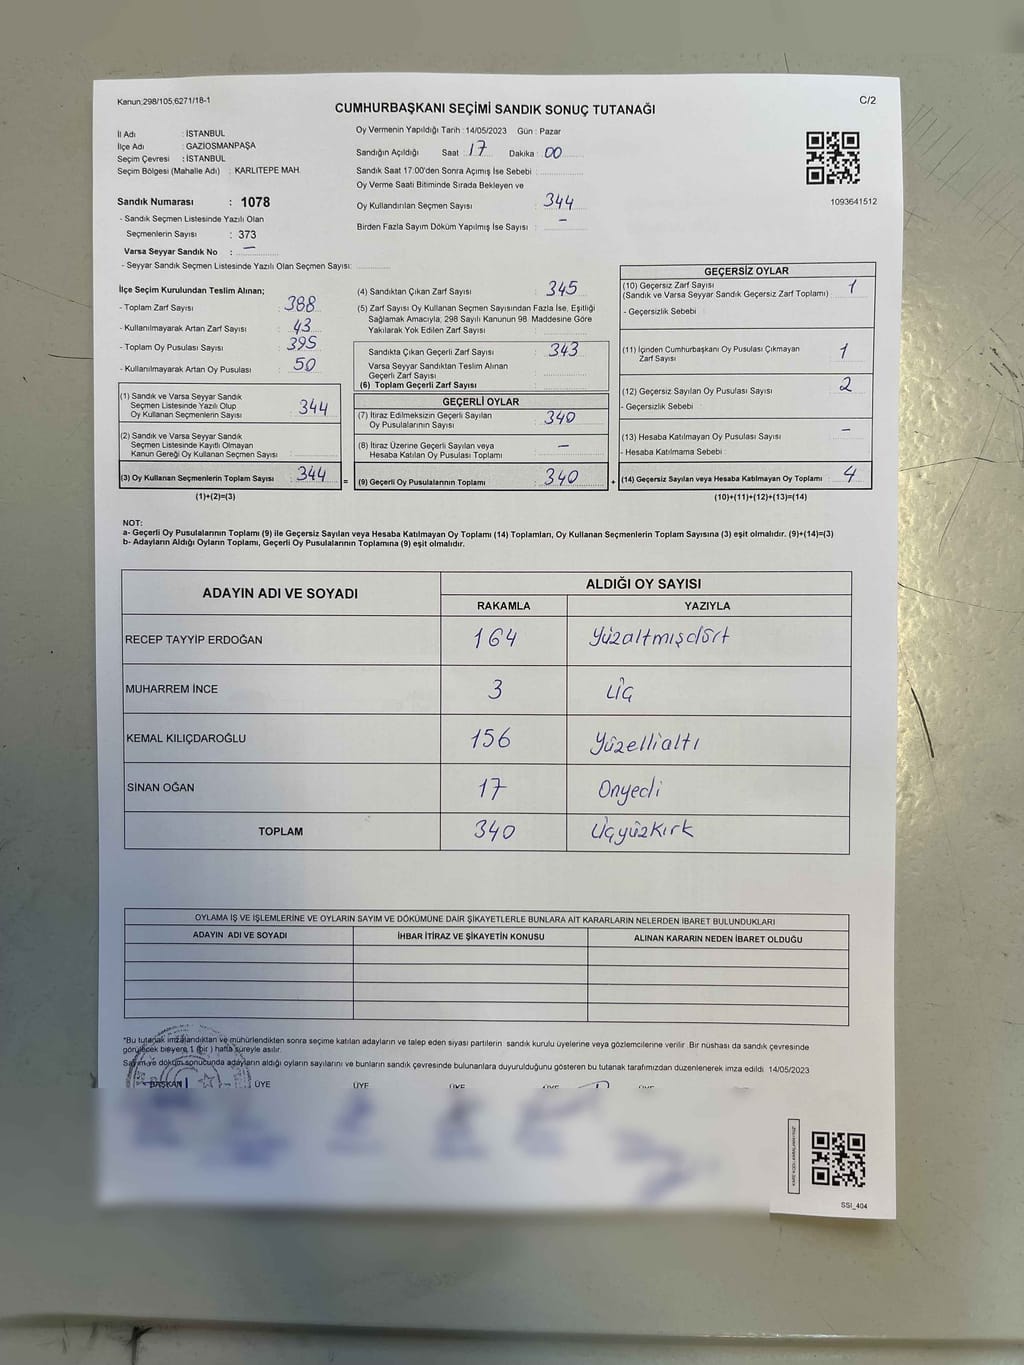 Kanun,298/105,6271/18-1
C/2
CUMHURBAŞKANI SEÇİMİ SANDIK SONUÇ TUTANAĞI
İl Adı : İSTANBUL
İlçe Adı : GAZİOSMANPAŞA
Seçim Çevresi : İSTANBUL
Seçim Bölgesi (Mahalle Adı) : KARLITEPE MAH.
Sandık Numarası : 1078
- Sandık Seçmen Listesinde Yazılı Olan
Seçmenlerin Sayısı : 373
Varsa Seyyar Sandık No : —
- Seyyar Sandık Seçmen Listesinde Yazılı Olan Seçmen Sayısı:
Oy Vermenin Yapıldığı Tarih : 14/05/2023 Gün : Pazar
Sandığın Açıldığı Saat : 17 Dakika : 00
Sandık Saat 17:00'den Sonra Açımış İse Sebebi :
Oy Verme Saati Bitiminde Sırada Bekleyen ve
Oy Kullandırılan Seçmen Sayısı : 344
Birden Fazla Sayım Döküm Yapılmış İse Sayısı : —
1093641512
İlçe Seçim Kurulundan Teslim Alınan;
- Toplam Zarf Sayısı : 388
- Kullanılmayarak Artan Zarf Sayısı : 43
- Toplam Oy Pusulası Sayısı : 395
- Kullanılmayarak Artan Oy Pusulası : 50
(1) Sandık ve Varsa Seyyar Sandık
Seçmen Listesinde Yazılı Olup
Oy Kullanan Seçmenlerin Sayısı : 344
(2) Sandık ve Varsa Seyyar Sandık
Seçmen Listesinde Kayıtlı Olmayan
Kanun Gereği Oy Kullanan Seçmen Sayısı :
(3) Oy Kullanan Seçmenlerin Toplam Sayısı : 344
(1)+(2)=(3)
=
(4) Sandıktan Çıkan Zarf Sayısı : 345
(5) Zarf Sayısı Oy Kullanan Seçmen Sayısından Fazla İse, Eşitliği
Sağlamak Amacıyla, 298 Sayılı Kanunun 98. Maddesine Göre
Yakılarak Yok Edilen Zarf Sayısı :
Sandıkta Çıkan Geçerli Zarf Sayısı : 343
Varsa Seyyar Sandıktan Teslim Alınan
Geçerli Zarf Sayısı :
(6) Toplam Geçerli Zarf Sayısı :
GEÇERLİ OYLAR
(7) İtiraz Edilmeksizin Geçerli Sayılan
Oy Pusulalarının Sayısı : 340
(8) İtiraz Üzerine Geçerli Sayılan veya
Hesaba Katılan Oy Pusulası Toplamı : —
(9) Geçerli Oy Pusulalarının Toplamı : 340
+
GEÇERSİZ OYLAR
(10) Geçersiz Zarf Sayısı : 1
(Sandık ve Varsa Seyyar Sandık Geçersiz Zarf Toplamı)
- Geçersizlik Sebebi :
(11) İçinden Cumhurbaşkanı Oy Pusulası Çıkmayan
Zarf Sayısı : 1
(12) Geçersiz Sayılan Oy Pusulası Sayısı : 2
- Geçersizlik Sebebi :
(13) Hesaba Katılmayan Oy Pusulası Sayısı : —
- Hesaba Katılmama Sebebi :
(14) Geçersiz Sayılan veya Hesaba Katılmayan Oy Toplamı : 4
(10)+(11)+(12)+(13)=(14)
NOT:
a- Geçerli Oy Pusulalarının Toplamı (9) ile Geçersiz Sayılan veya Hesaba Katılmayan Oy Toplamı (14) Toplamları, Oy Kullanan Seçmenlerin Toplam Sayısına (3) eşit olmalıdır. (9)+(14)=(3)
b- Adayların Aldığı Oyların Toplamı, Geçerli Oy Pusulalarının Toplamına (9) eşit olmalıdır.
ADAYIN ADI VE SOYADI ALDIĞI OY SAYISI
RAKAMLA YAZIYLA
RECEP TAYYİP ERDOĞAN 164 Yüzaltmışdört
MUHARREM İNCE 3 Üç
KEMAL KILIÇDAROĞLU 156 Yüzellialtı
SİNAN OĞAN 17 Onyedi
TOPLAM 340 Üçyüzkırk
OYLAMA İŞ VE İŞLEMLERİNE VE OYLARIN SAYIM VE DÖKÜMÜNE DAİR ŞİKAYETLERLE BUNLARA AİT KARARLARIN NELERDEN İBARET BULUNDUKLARI
ADAYIN ADI VE SOYADI İHBAR İTİRAZ VE ŞİKAYETİN KONUSU ALINAN KARARIN NEDEN İBARET OLDUĞU
"Bu tutanak imzalandıktan ve mühürlendikten sonra seçime katılan adayların ve talep eden siyasi partilerin sandık kurulu üyelerine veya gözlemcilerine verilir. Bir nüshası da sandık çevresinde
görülecek bir yere, 1 (bir ) hafta süreyle asılır.
Sayım ve döküm sonucunda adayların aldığı oyların sayılarını ve bunların sandık çevresinde bulunanlara duyurulduğunu gösteren bu tutanak tarafımızdan düzenlenerek imza edildi. 14/05/2023
BAŞKAN ÜYE ÜYE ÜYE
SSI_404